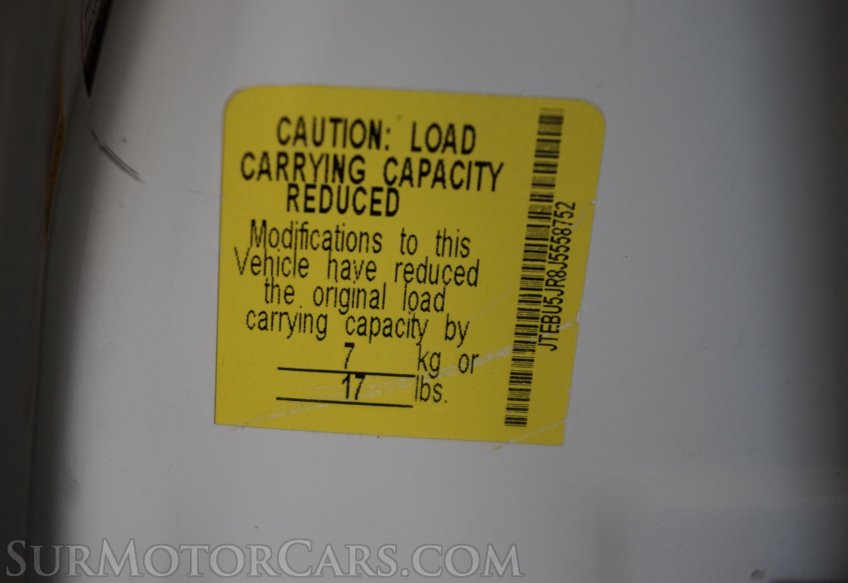 CAUTION: LOAD
CARRYING CAPACITY
REDUCED
Modifications to this
Vehicle have reduced
the original load
carrying capacity by
7 kg or
17 lbs.
JTEBU5JR8J5558752
SURMOTORCARS.COM